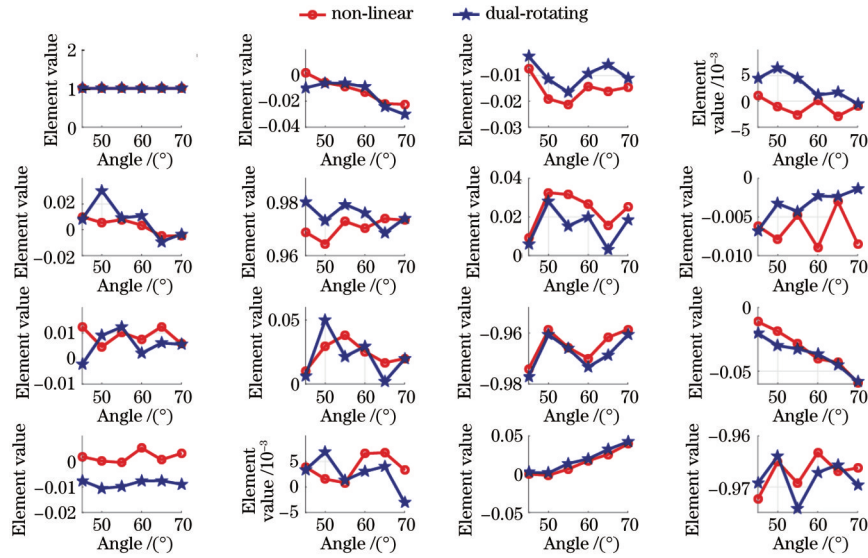 non-linear dual-rotating
Element value 2 1 0 50 60 70 Angle /(°)
Element value 0 −0.02 −0.04 50 60 70 Angle /(°)
Element value −0.01 −0.02 −0.03 50 60 70 Angle /(°)
Element value /10⁻³ 5 0 −5 50 60 70 Angle /(°)
Element value 0.02 0 −0.02 50 60 70 Angle /(°)
Element value 0.98 0.96 50 60 70 Angle /(°)
Element value 0.04 0.02 0 50 60 70 Angle /(°)
Element value 0 −0.005 −0.010 50 60 70 Angle /(°)
Element value 0.01 0 −0.01 50 60 70 Angle /(°)
Element value 0.05 0 50 60 70 Angle /(°)
Element value −0.96 −0.98 50 60 70 Angle /(°)
Element value −0.05 50 60 70 Angle /(°)
Element value 0 −0.01 −0.02 50 60 70 Angle /(°)
Element value /10⁻³ 5 0 −5 50 60 70 Angle /(°)
Element value 0.05 0 −0.05 50 60 70 Angle /(°)
Element value −0.96 −0.97 50 60 70 Angle /(°)